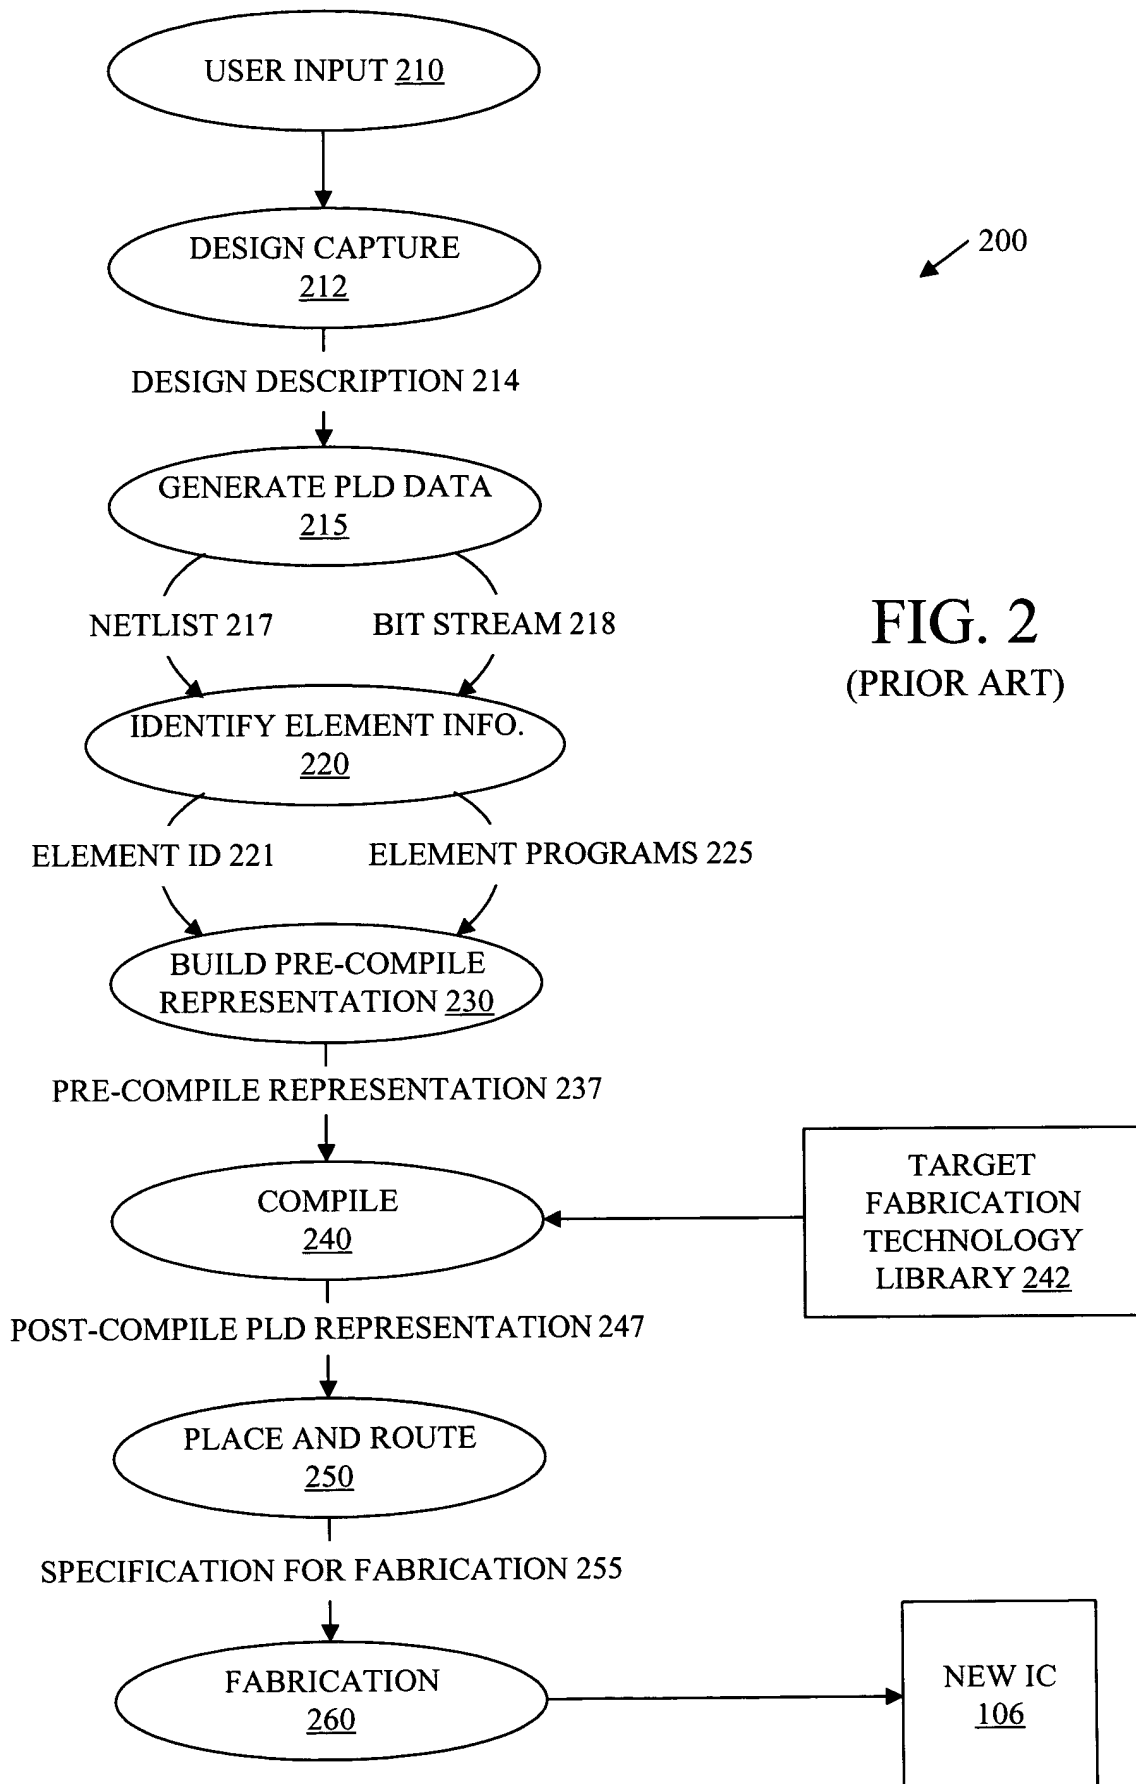 USER INPUT 210
DESIGN CAPTURE
212
200
DESIGN DESCRIPTION 214
GENERATE PLD DATA
215
NETLIST 217
BIT STREAM 218
FIG. 2
(PRIOR ART)
IDENTIFY ELEMENT INFO.
220
ELEMENT ID 221
ELEMENT PROGRAMS 225
BUILD PRE-COMPILE
REPRESENTATION 230
PRE-COMPILE REPRESENTATION 237
COMPILE
240
TARGET
FABRICATION
TECHNOLOGY
LIBRARY 242
POST-COMPILE PLD REPRESENTATION 247
PLACE AND ROUTE
250
SPECIFICATION FOR FABRICATION 255
FABRICATION
260
NEW IC
106